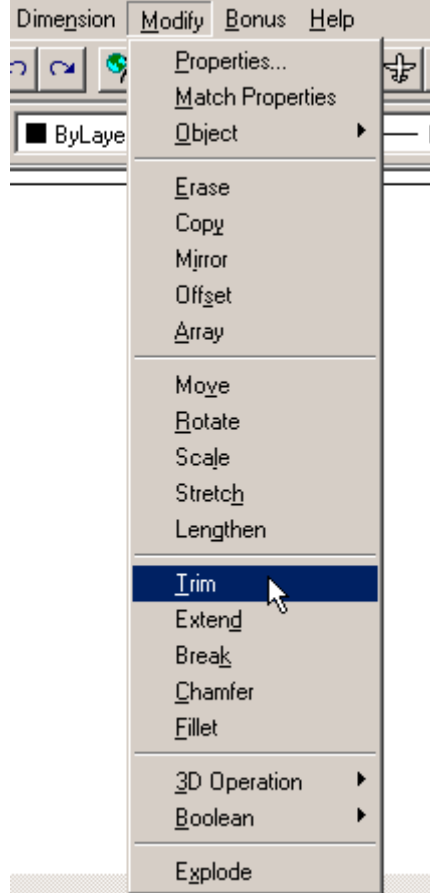 Dimension Modify Bonus Help
Properties...
Match Properties
ByLaye
Object
Erase
Copy
Mirror
Offset
Array
Move
Rotate
Scale
Stretch
Lengthen
Trim
Extend
Break
Chamfer
Fillet
3D Operation
Boolean
Explode